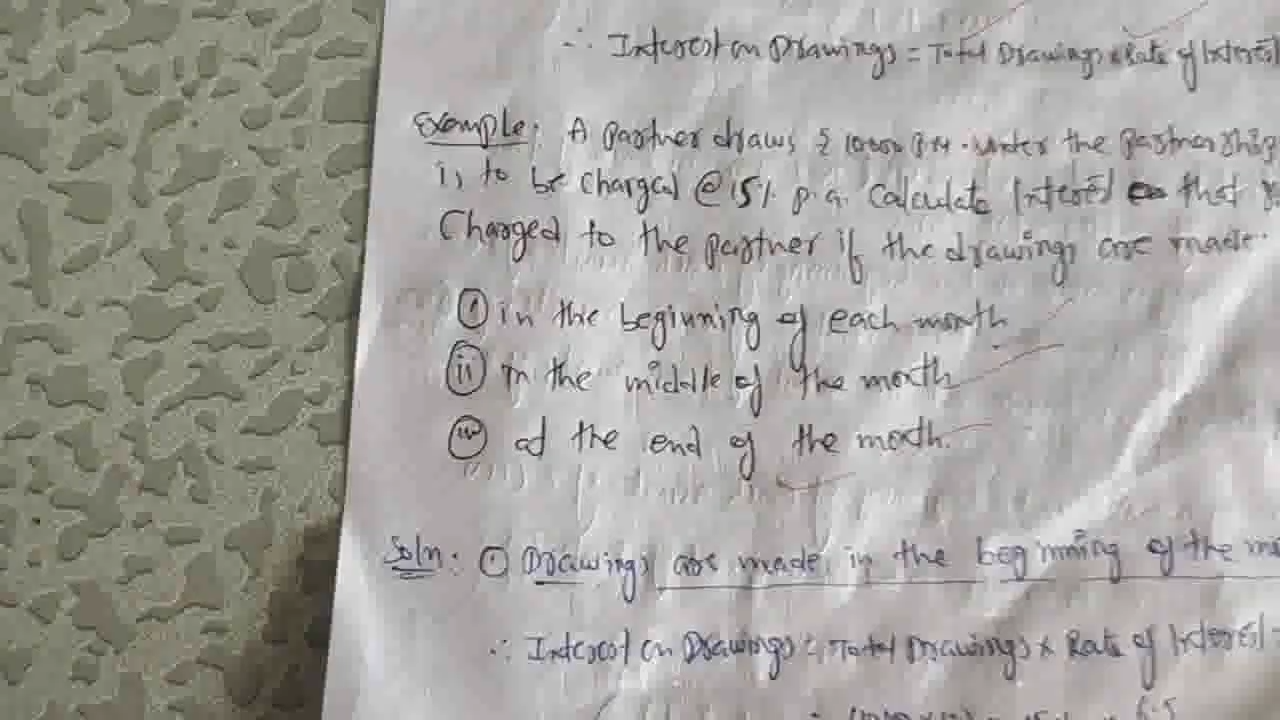 ∴ Interest on Drawings = Total Drawings x Rate of Interest
Example: A partner draws ₹ 10000 P.M. under the partnership
is to be charged @ 15% p.a. Calculate Interest that
Charged to the partner if the drawings are made
(i) in the beginning of each month.
(ii) in the middle of the month
(iii) at the end of the month.
Soln: (i) Drawings are made in the beginning of the
∴ Interest on Drawings = Total Drawings x Rate of Interest